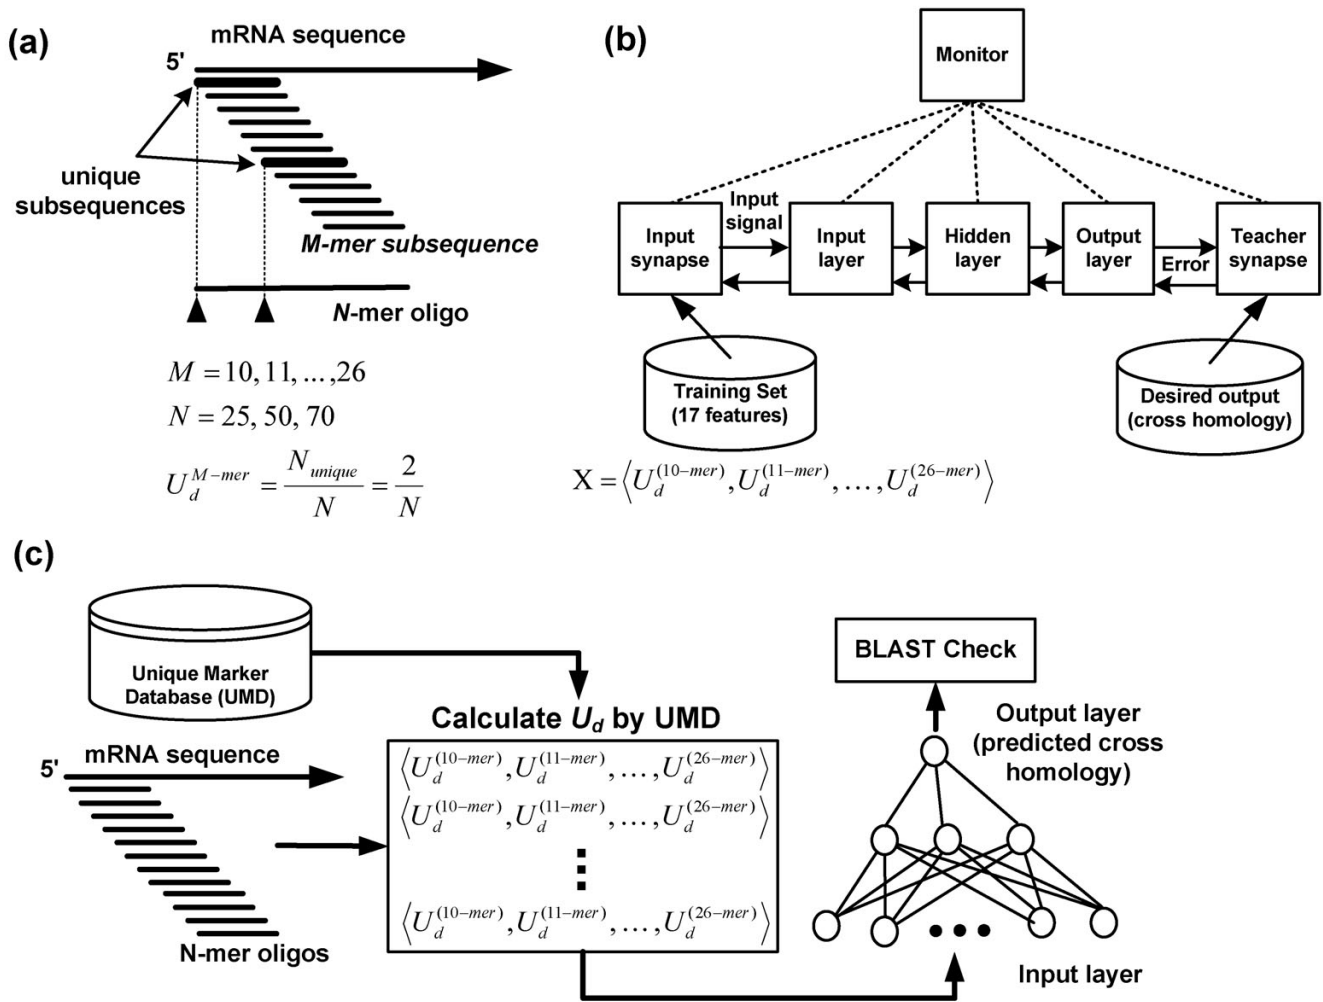 (a)
mRNA sequence
5'
unique
subsequences
M-mer subsequence
N-mer oligo
M = 10, 11, ..., 26
N = 25, 50, 70
U_d^{M-mer} = N_unique / N = 2 / N
(b)
Monitor
Input
synapse
Input
signal
Input
layer
Hidden
layer
Output
layer
Error
Teacher
synapse
Training Set
(17 features)
Desired output
(cross homology)
X = ⟨U_d^{(10-mer)}, U_d^{(11-mer)}, ..., U_d^{(26-mer)}⟩
(c)
Unique Marker
Database (UMD)
mRNA sequence
5'
N-mer oligos
Calculate U_d by UMD
⟨U_d^{(10-mer)}, U_d^{(11-mer)}, ..., U_d^{(26-mer)}⟩
⟨U_d^{(10-mer)}, U_d^{(11-mer)}, ..., U_d^{(26-mer)}⟩
⟨U_d^{(10-mer)}, U_d^{(11-mer)}, ..., U_d^{(26-mer)}⟩
BLAST Check
Output layer
(predicted cross
homology)
Input layer